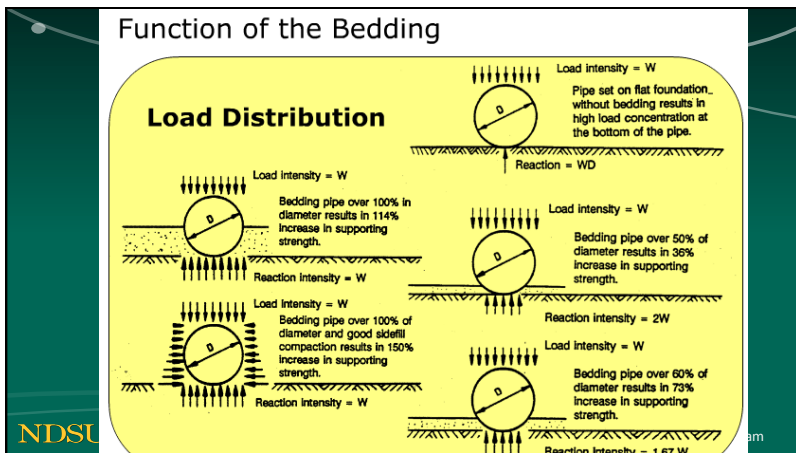 Function of the Bedding
Load Distribution
Load intensity = W
Pipe set on flat foundation
without bedding results in
high load concentration at
the bottom of the pipe.
D
Reaction = WD
Load intensity = W
Bedding pipe over 100% in
diameter results in 114%
increase in supporting
strength.
D
Reaction intensity = W
Load intensity = W
Bedding pipe over 50% of
diameter results in 36%
increase in supporting
strength.
D
Reaction intensity = 2W
Load intensity = W
Bedding pipe over 100% of
diameter and good sidefill
compaction results in 150%
increase in supporting
strength.
D
Reaction intensity = W
Load intensity = W
Bedding pipe over 60% of
diameter results in 73%
increase in supporting
strength.
D
Reaction intensity = 1.67 W
NDSU
am